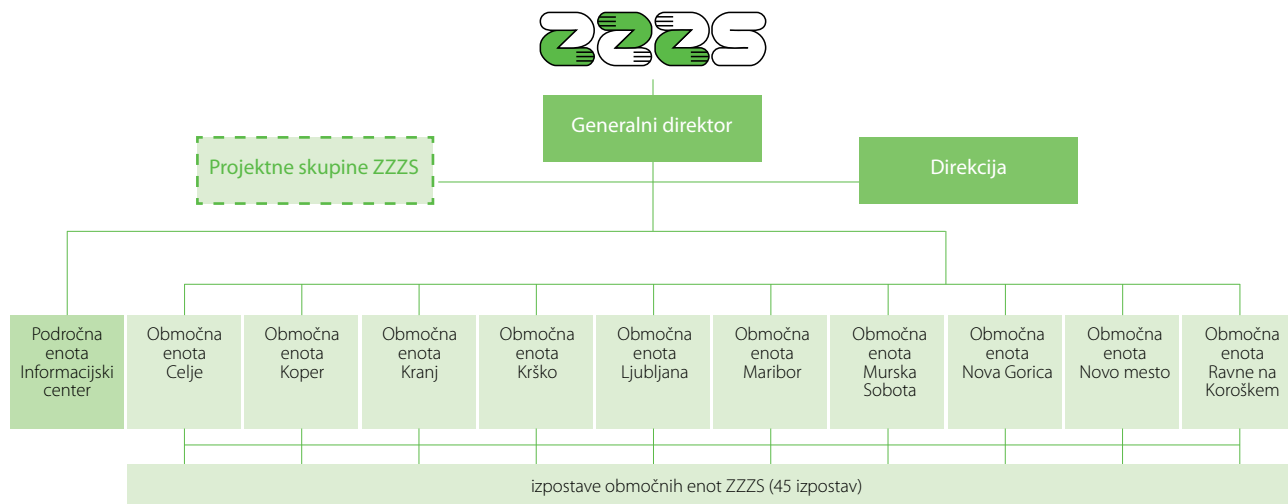 ZZZS
Generalni direktor
Projektne skupine ZZZS
Direkcija
Področna
enota
Informacijski
center
Območna
enota
Celje
Območna
enota
Koper
Območna
enota
Kranj
Območna
enota
Krško
Območna
enota
Ljubljana
Območna
enota
Maribor
Območna
enota
Murska
Sobota
Območna
enota
Nova Gorica
Območna
enota
Novo mesto
Območna
enota
Ravne na
Koroškem
izpostave območnih enot ZZZS (45 izpostav)